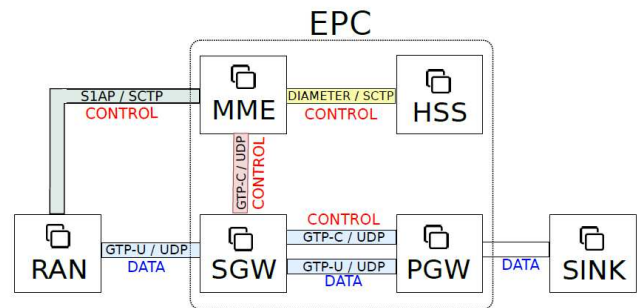 EPC
S1AP / SCTP
CONTROL
MME
DIAMETER / SCTP
CONTROL
HSS
GTP-C / UDP
CONTROL
RAN
GTP-U / UDP
DATA
SGW
CONTROL
GTP-C / UDP
GTP-U / UDP
DATA
PGW
DATA
SINK